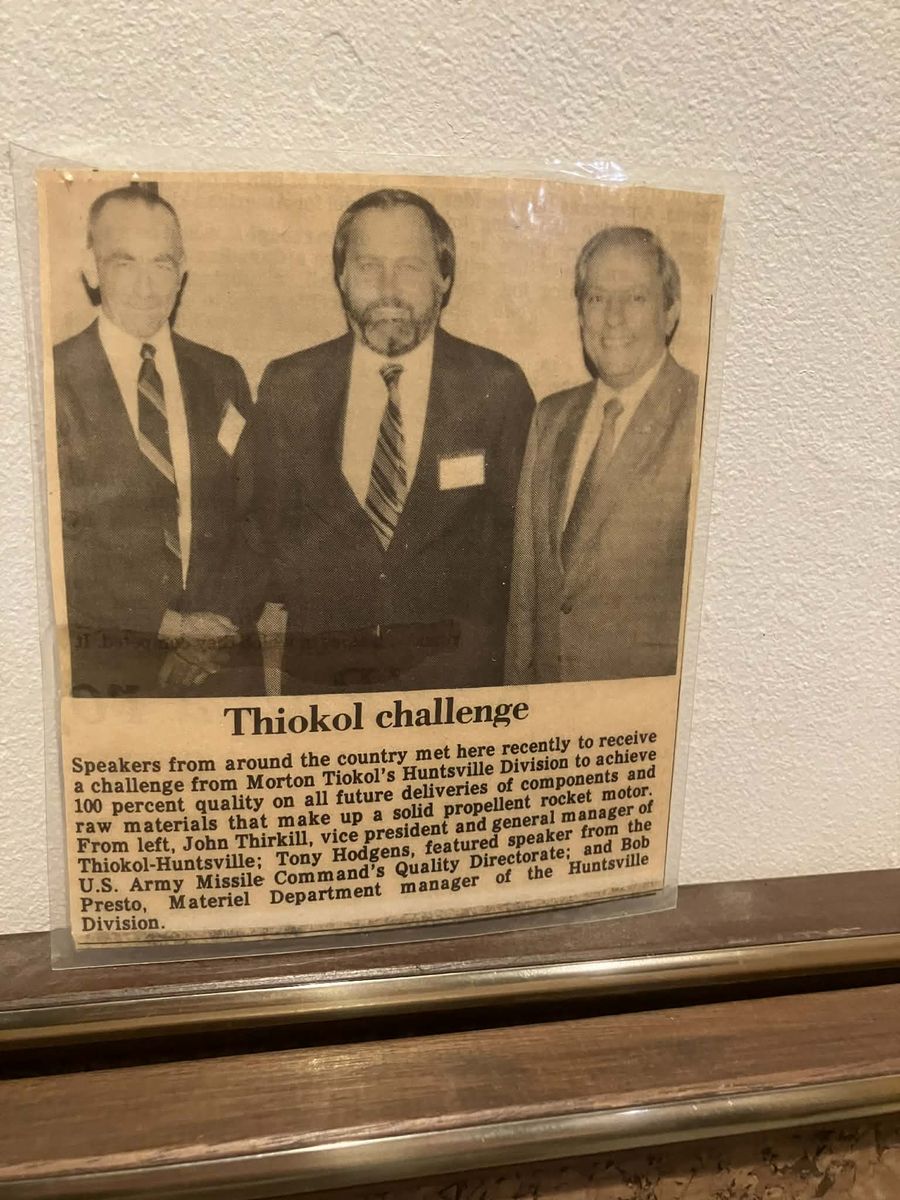 Thiokol challenge
Speakers from around the country met here recently to receive
a challenge from Morton Tiokol's Huntsville Division to achieve
100 percent quality on all future deliveries of components and
raw materials that make up a solid propellent rocket motor.
From left, John Thirkill, vice president and general manager of
Thiokol-Huntsville; Tony Hodgens, featured speaker from the
U.S. Army Missile Command's Quality Directorate; and Bob
Presto, Materiel Department manager of the Huntsville
Division.